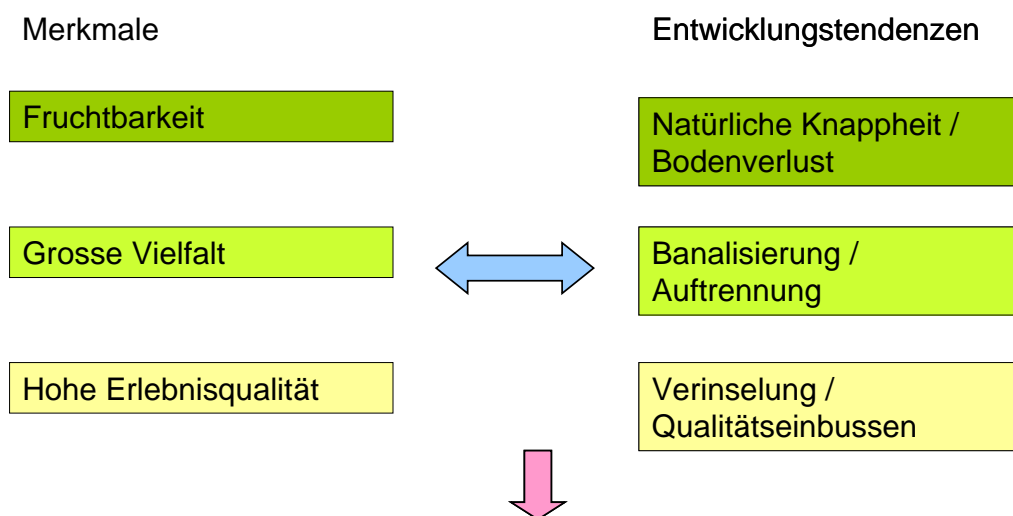 Merkmale
Entwicklungstendenzen
Fruchtbarkeit
Natürliche Knappheit /
Bodenverlust
Grosse Vielfalt
Banalisierung /
Auftrennung
Hohe Erlebnisqualität
Verinselung /
Qualitätseinbussen